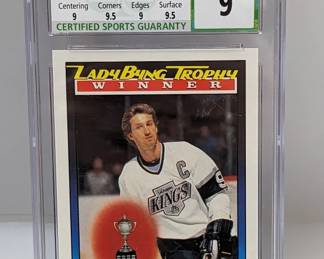 Centering Corners Edges Surface
9 9.5 9 9.5
9
CERTIFIED SPORTS GUARANTY
LADY BYNG TROPHY
WINNER
C
KINGS
9